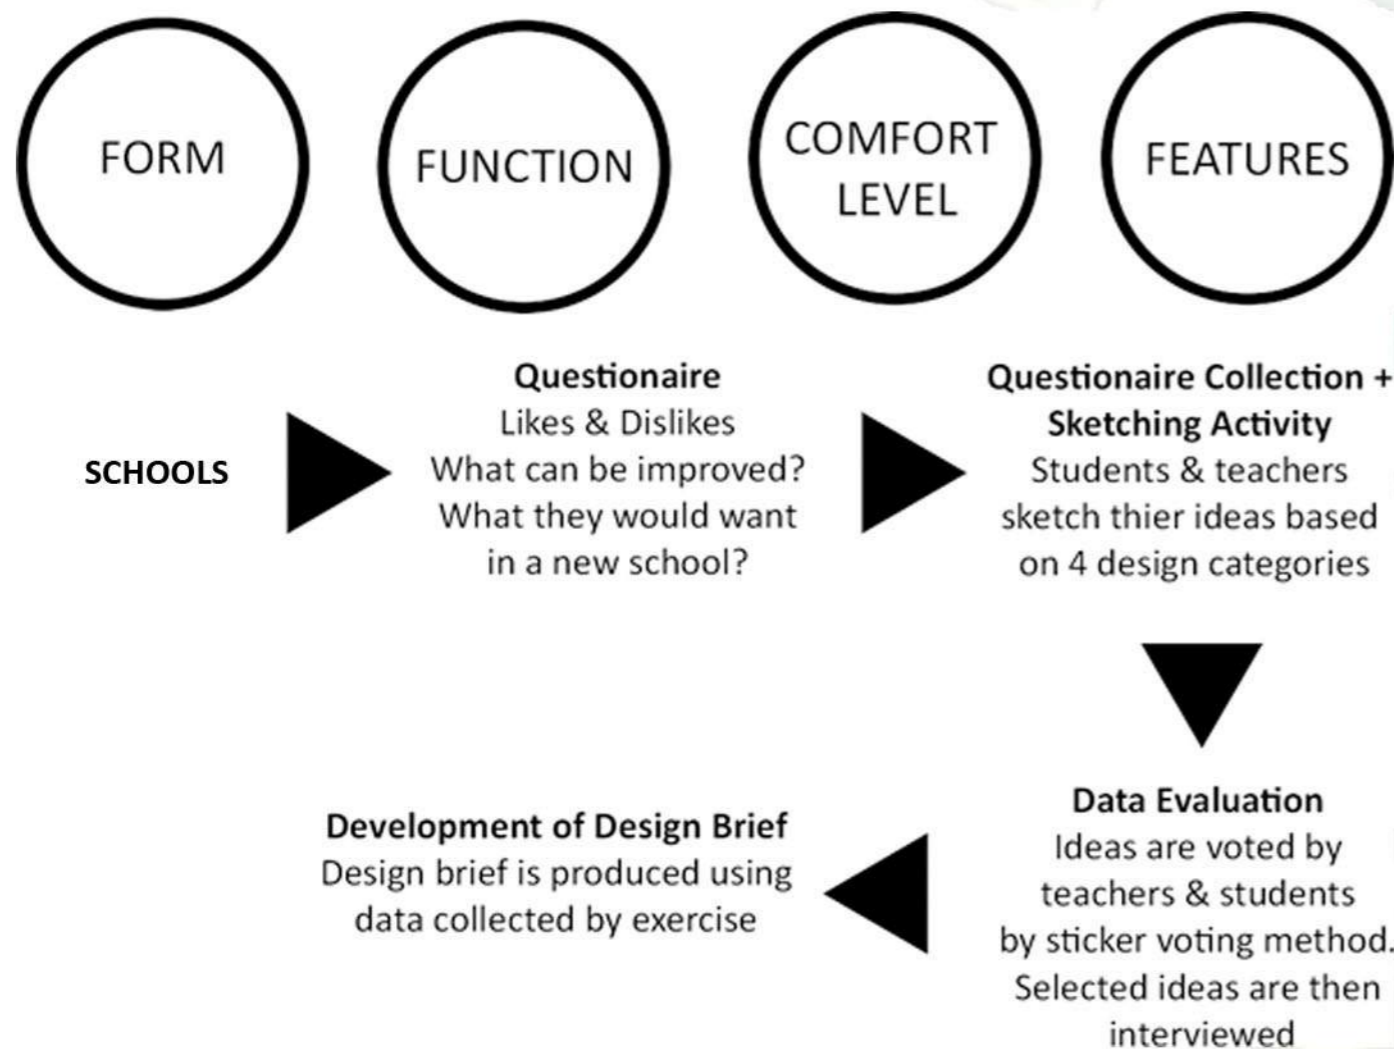 FORM
FUNCTION
COMFORT
LEVEL
FEATURES
SCHOOLS
Questionaire
Likes & Dislikes
What can be improved?
What they would want
in a new school?
Questionaire Collection +
Sketching Activity
Students & teachers
sketch thier ideas based
on 4 design categories
Data Evaluation
Ideas are voted by
teachers & students
by sticker voting method.
Selected ideas are then
interviewed
Development of Design Brief
Design brief is produced using
data collected by exercise